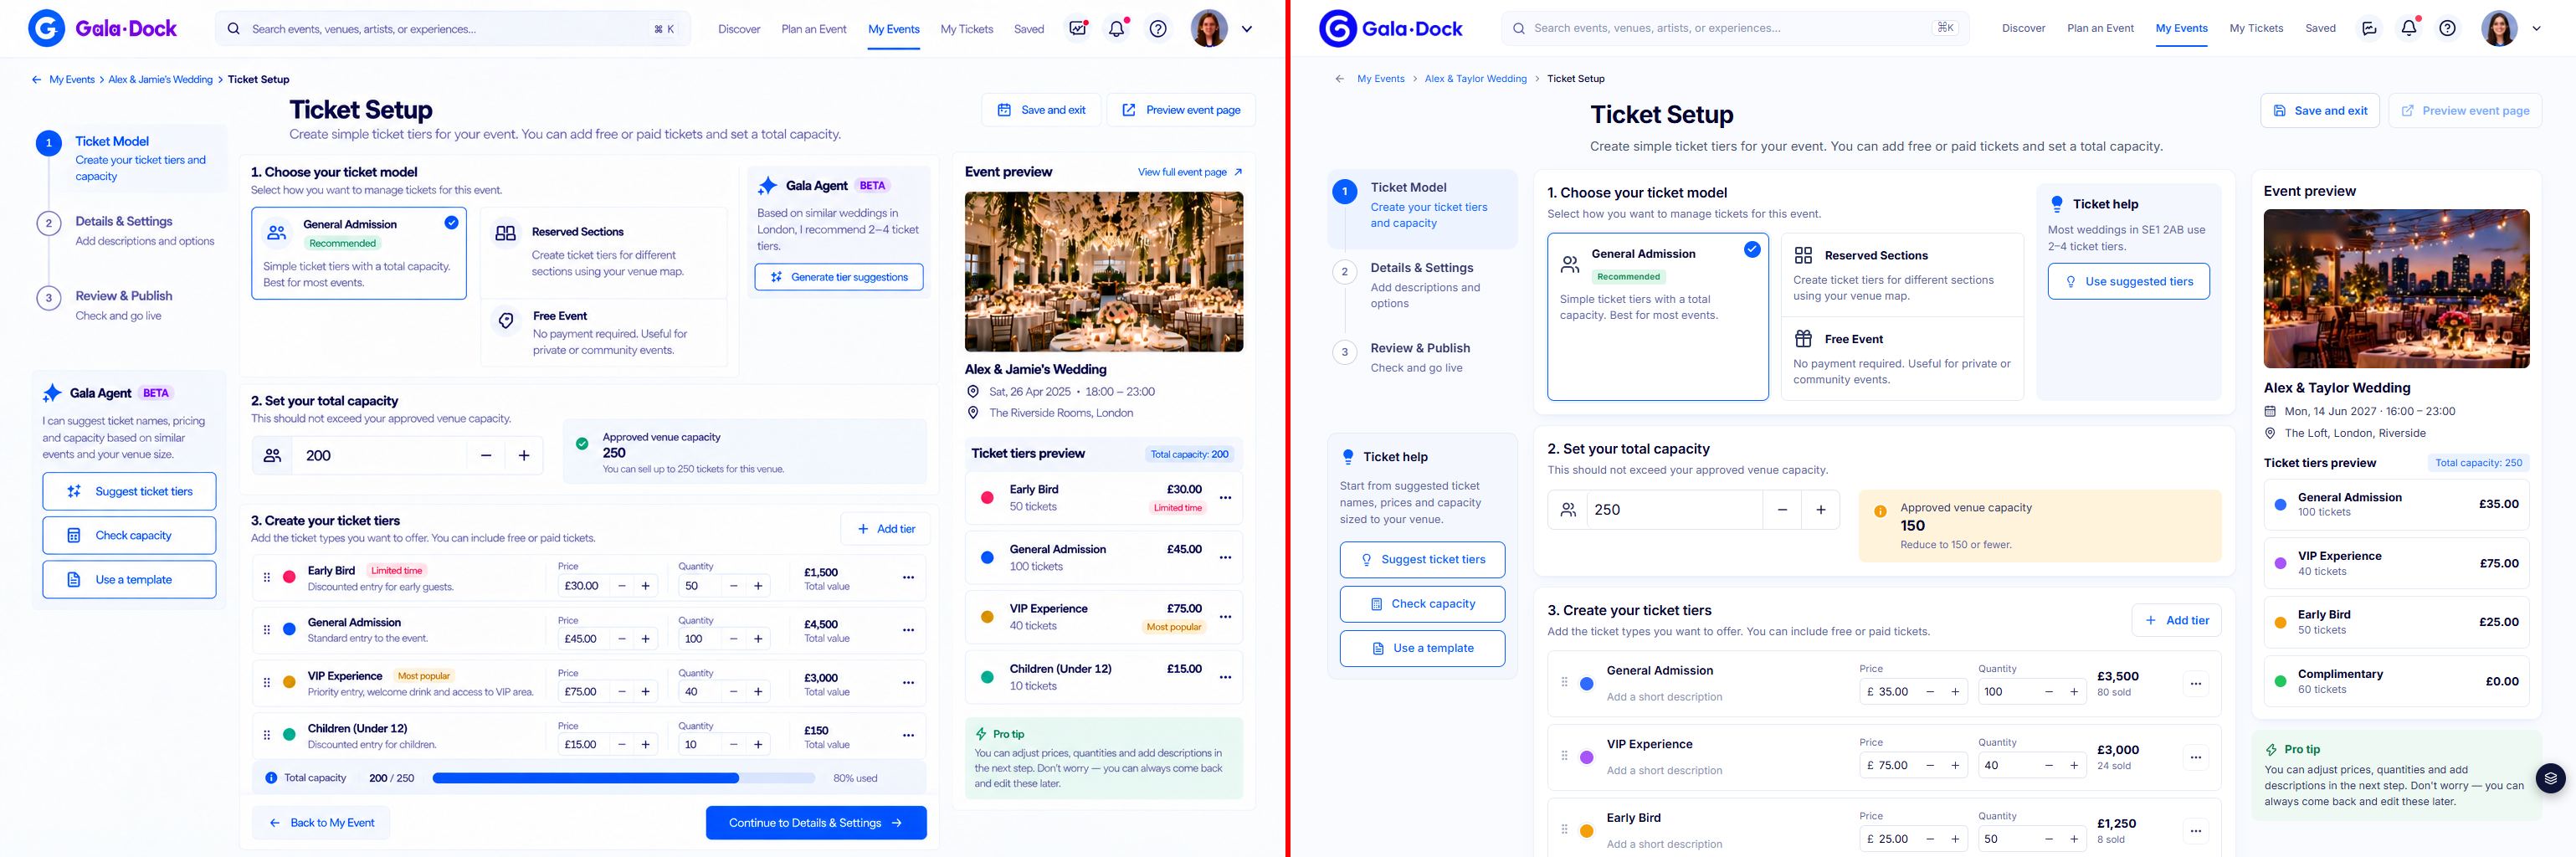 Gala·Dock
Search events, venues, artists, or experiences...
⌘ K
Discover
Plan an Event
My Events
My Tickets
Saved
My Events > Alex & Jamie's Wedding > Ticket Setup
Ticket Setup
Create simple ticket tiers for your event. You can add free or paid tickets and set a total capacity.
Save and exit
Preview event page
1
Ticket Model
Create your ticket tiers and
capacity
2
Details & Settings
Add descriptions and options
3
Review & Publish
Check and go live
Gala Agent BETA
I can suggest ticket names, pricing
and capacity based on similar
events and your venue size.
Suggest ticket tiers
Check capacity
Use a template
1. Choose your ticket model
Select how you want to manage tickets for this event.
General Admission
Recommended
Simple ticket tiers with a total capacity.
Best for most events.
Reserved Sections
Create ticket tiers for different
sections using your venue map.
Free Event
No payment required. Useful for
private or community events.
Gala Agent BETA
Based on similar weddings in
London, I recommend 2–4 ticket
tiers.
Generate tier suggestions
2. Set your total capacity
This should not exceed your approved venue capacity.
200
Approved venue capacity
250
You can sell up to 250 tickets for this venue.
3. Create your ticket tiers
Add the ticket types you want to offer. You can include free or paid tickets.
Add tier
Early Bird Limited time
Discounted entry for early guests.
Price
£30.00
Quantity
50
£1,500
Total value
General Admission
Standard entry to the event.
Price
£45.00
Quantity
100
£4,500
Total value
VIP Experience Most popular
Priority entry, welcome drink and access to VIP area.
Price
£75.00
Quantity
40
£3,000
Total value
Children (Under 12)
Discounted entry for children.
Price
£15.00
Quantity
10
£150
Total value
Total capacity 200 / 250 80% used
Back to My Event
Continue to Details & Settings
Event preview
View full event page
Alex & Jamie's Wedding
Sat, 26 Apr 2025 • 18:00 – 23:00
The Riverside Rooms, London
Ticket tiers preview
Total capacity: 200
Early Bird £30.00
50 tickets Limited time
General Admission £45.00
100 tickets
VIP Experience £75.00
40 tickets Most popular
Children (Under 12) £15.00
10 tickets
Pro tip
You can adjust prices, quantities and add descriptions in
the next step. Don't worry — you can always come back
and edit these later.
Gala·Dock
Search events, venues, artists, or experiences...
⌘K
Discover
Plan an Event
My Events
My Tickets
Saved
My Events > Alex & Taylor Wedding > Ticket Setup
Ticket Setup
Create simple ticket tiers for your event. You can add free or paid tickets and set a total capacity.
Save and exit
Preview event page
1
Ticket Model
Create your ticket tiers
and capacity
2
Details & Settings
Add descriptions and
options
3
Review & Publish
Check and go live
Ticket help
Start from suggested ticket
names, prices and capacity
sized to your venue.
Suggest ticket tiers
Check capacity
Use a template
1. Choose your ticket model
Select how you want to manage tickets for this event.
General Admission
Recommended
Simple ticket tiers with a total
capacity. Best for most events.
Reserved Sections
Create ticket tiers for different sections
using your venue map.
Free Event
No payment required. Useful for private or
community events.
Ticket help
Most weddings in SE1 2AB use
2–4 ticket tiers.
Use suggested tiers
2. Set your total capacity
This should not exceed your approved venue capacity.
250
Approved venue capacity
150
Reduce to 150 or fewer.
3. Create your ticket tiers
Add the ticket types you want to offer. You can include free or paid tickets.
Add tier
General Admission
Add a short description
Price
£ 35.00
Quantity
100
£3,500
80 sold
VIP Experience
Add a short description
Price
£ 75.00
Quantity
40
£3,000
24 sold
Early Bird
Add a short description
Price
£ 25.00
Quantity
50
£1,250
8 sold
Event preview
Alex & Taylor Wedding
Mon, 14 Jun 2027 · 16:00 – 23:00
The Loft, London, Riverside
Ticket tiers preview
Total capacity: 250
General Admission £35.00
100 tickets
VIP Experience £75.00
40 tickets
Early Bird £25.00
50 tickets
Complimentary £0.00
60 tickets
Pro tip
You can adjust prices, quantities and add
descriptions in the next step. Don't worry — you can
always come back and edit these later.